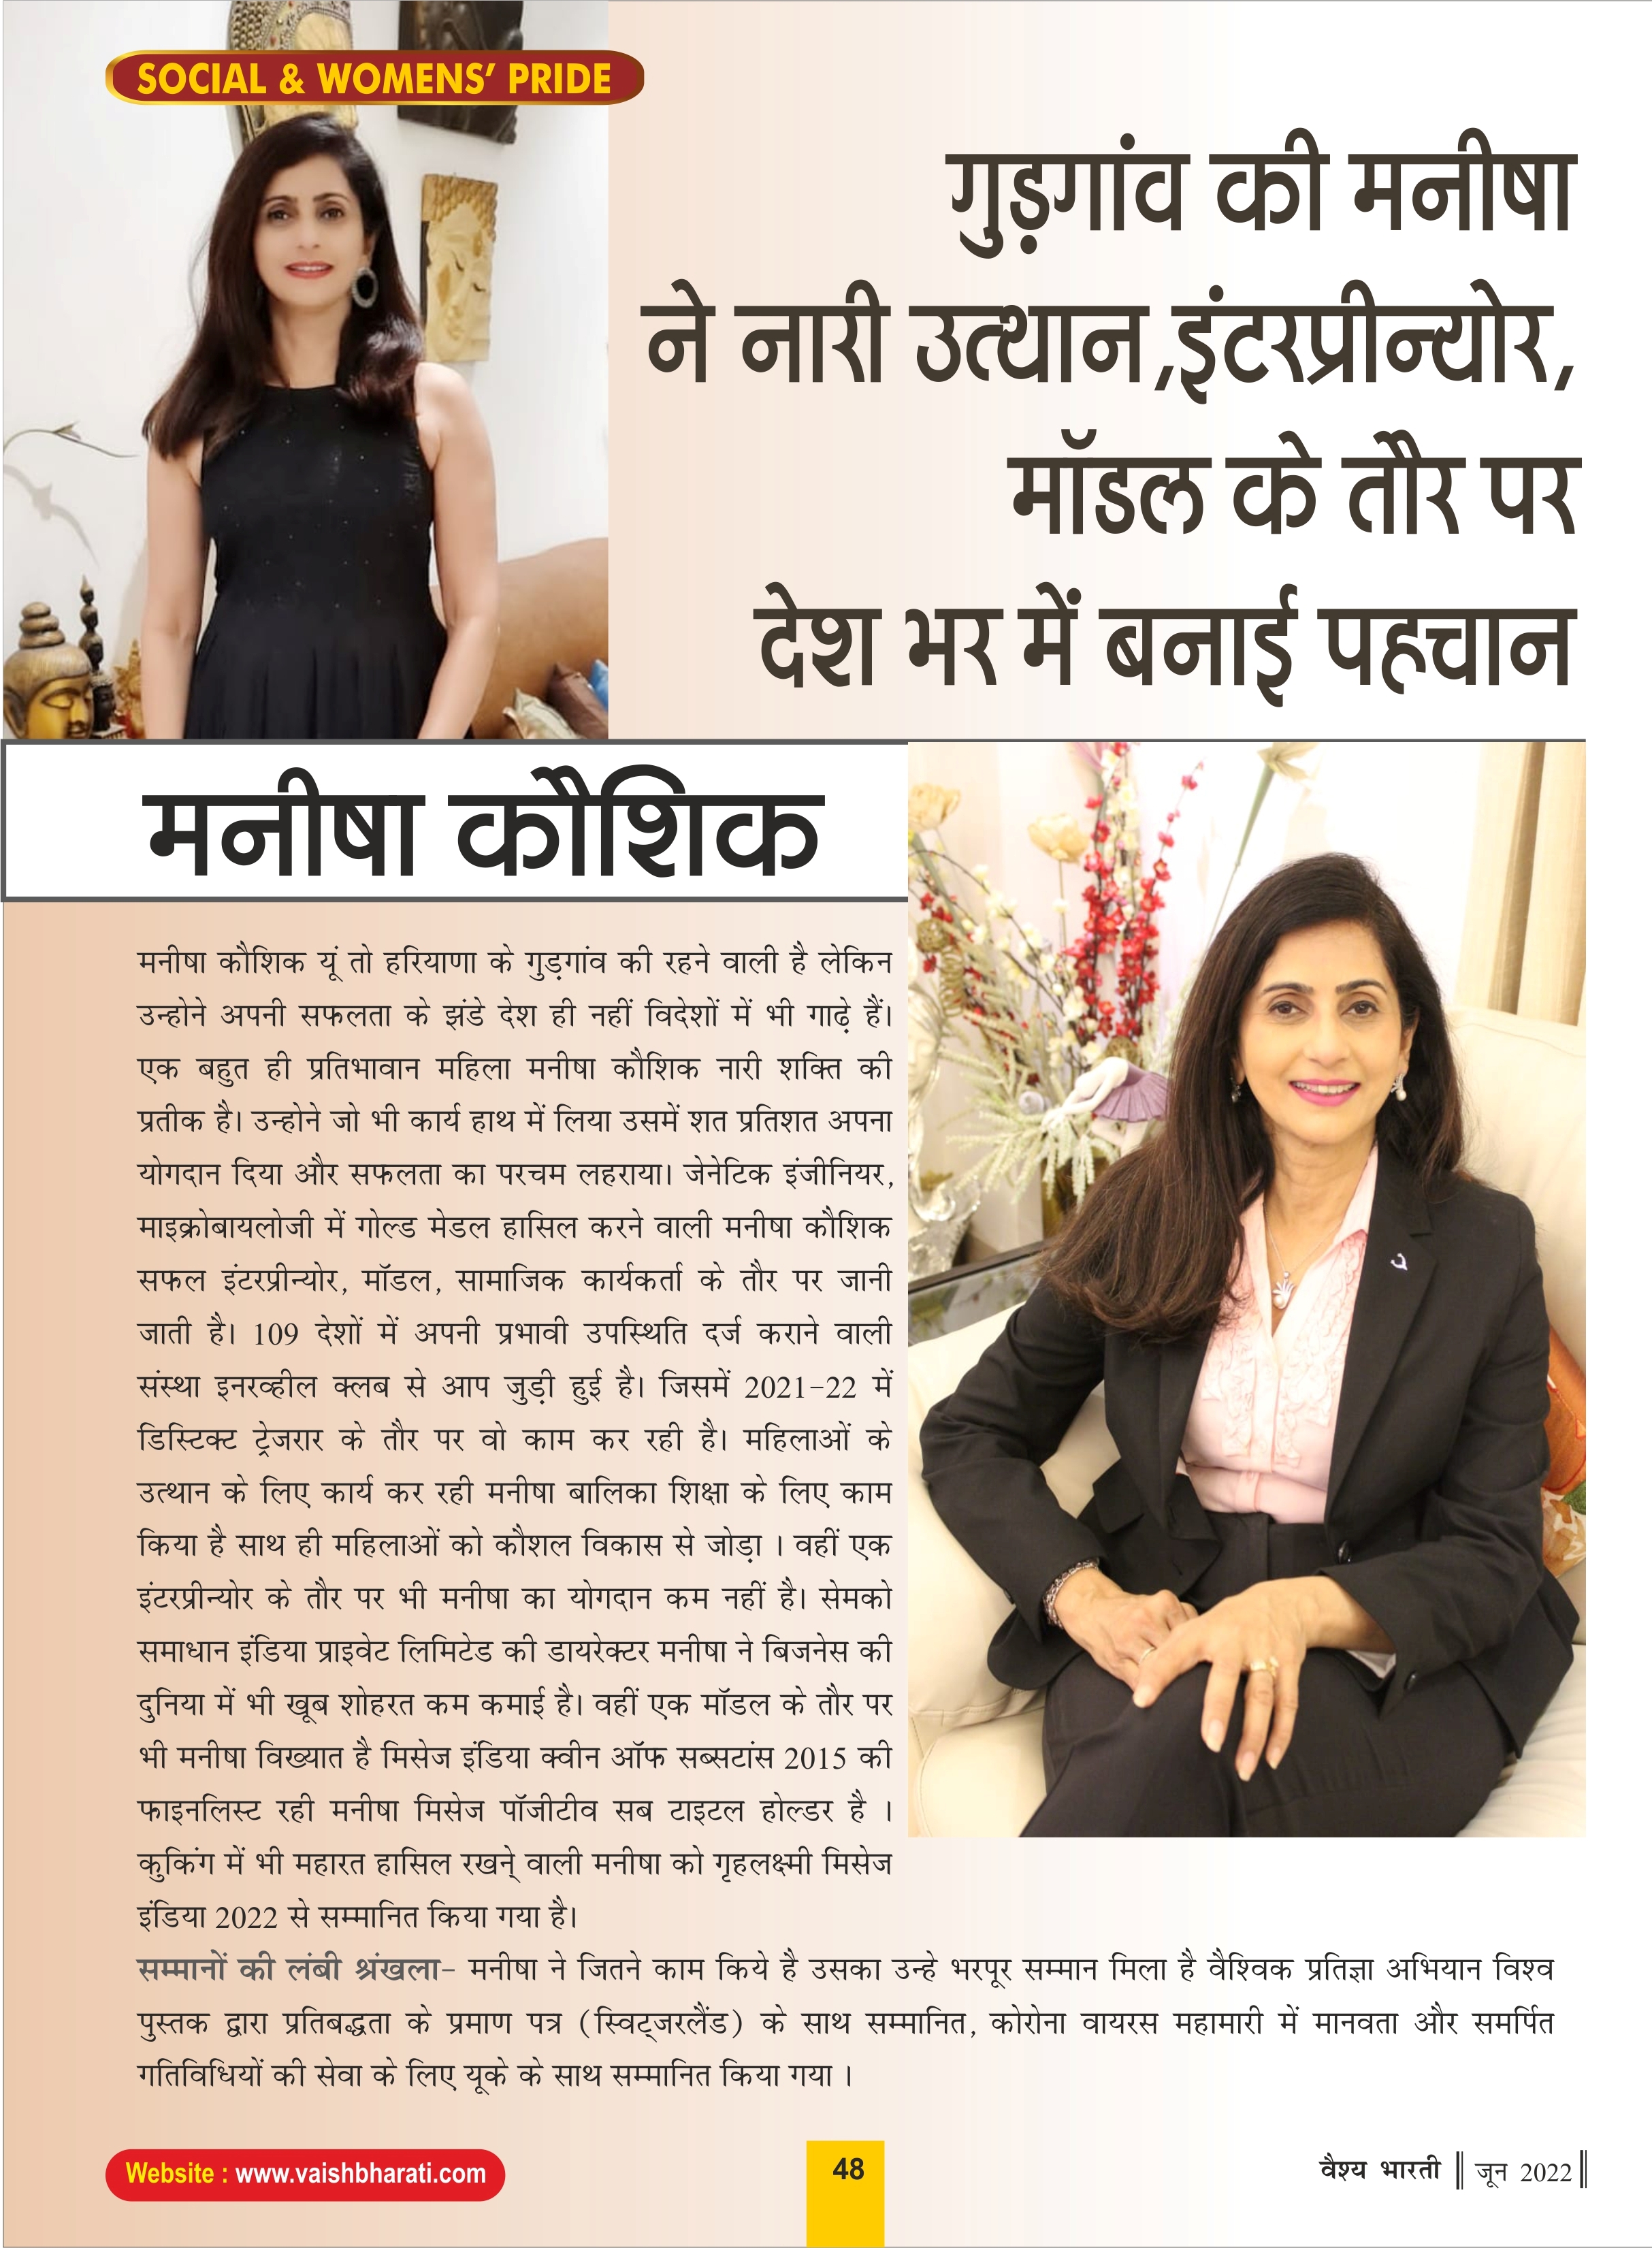 SOCIAL & WOMENS' PRIDE
गुड़गांव की मनीषा
ने नारी उत्थान,इंटरप्रीन्योर,
मॉडल के तौर पर
देश भर में बनाई पहचान
मनीषा कौशिक
मनीषा कौशिक यूं तो हरियाणा के गुड़गांव की रहने वाली है लेकिन
उन्होने अपनी सफलता के झंडे देश ही नहीं विदेशों में भी गाढ़े हैं।
एक बहुत ही प्रतिभावान महिला मनीषा कौशिक नारी शक्ति की
प्रतीक है। उन्होने जो भी कार्य हाथ में लिया उसमें शत प्रतिशत अपना
योगदान दिया और सफलता का परचम लहराया। जेनेटिक इंजीनियर,
माइक्रोबायलोजी में गोल्ड मेडल हासिल करने वाली मनीषा कौशिक
सफल इंटरप्रीन्योर, मॉडल, सामाजिक कार्यकर्ता के तौर पर जानी
जाती है। 109 देशों में अपनी प्रभावी उपस्थिति दर्ज कराने वाली
संस्था इनरव्हील क्लब से आप जुड़ी हुई है। जिसमें 2021-22 में
डिस्टिक्ट ट्रेजरार के तौर पर वो काम कर रही है। महिलाओं के
उत्थान के लिए कार्य कर रही मनीषा बालिका शिक्षा के लिए काम
किया है साथ ही महिलाओं को कौशल विकास से जोड़ा । वहीं एक
इंटरप्रीन्योर के तौर पर भी मनीषा का योगदान कम नहीं है। सेमको
समाधान इंडिया प्राइवेट लिमिटेड की डायरेक्टर मनीषा ने बिजनेस की
दुनिया में भी खूब शोहरत कम कमाई है। वहीं एक मॉडल के तौर पर
भी मनीषा विख्यात है मिसेज इंडिया क्वीन ऑफ सब्सटांस 2015 की
फाइनलिस्ट रही मनीषा मिसेज पॉजीटीव सब टाइटल होल्डर है ।
कुकिंग में भी महारत हासिल रखने् वाली मनीषा को गृहलक्ष्मी मिसेज
इंडिया 2022 से सम्मानित किया गया है।
सम्मानों की लंबी श्रंखला- मनीषा ने जितने काम किये है उसका उन्हे भरपूर सम्मान मिला है वैश्विक प्रतिज्ञा अभियान विश्व
पुस्तक द्वारा प्रतिबद्धता के प्रमाण पत्र (स्विट्जरलैंड) के साथ सम्मानित, कोरोना वायरस महामारी में मानवता और समर्पित
गतिविधियों की सेवा के लिए यूके के साथ सम्मानित किया गया ।
Website : www.vaishbharati.com
48
वैश्य भारती || जून 2022 ||